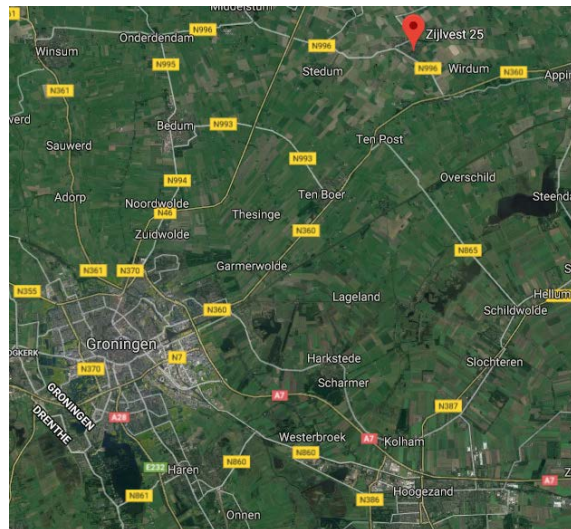 Middelstum
N996
Onderdendam
Winsum
N996
Zijlvest 25
N995
Stedum
N996
Wirdum
N360
N361
Bedum
N993
Ten Post
Sauwerd
N993
Overschild
Adorp
N994
Noordwolde
Ten Boer
N46
Thesinge
Zuidwolde
N360
N865
N361
N370
Garmerwolde
N355
Lageland
Hellum
N360
Schildwolde
Groningen
N7
Harkstede
Slochteren
N370
Scharmer
GRONINGEN
DRENTHE
A7
N387
A28
Westerbroek
A7
Kolham
N860
E232
Haren
N860
A7
N861
N386
Hoogezand
Onnen